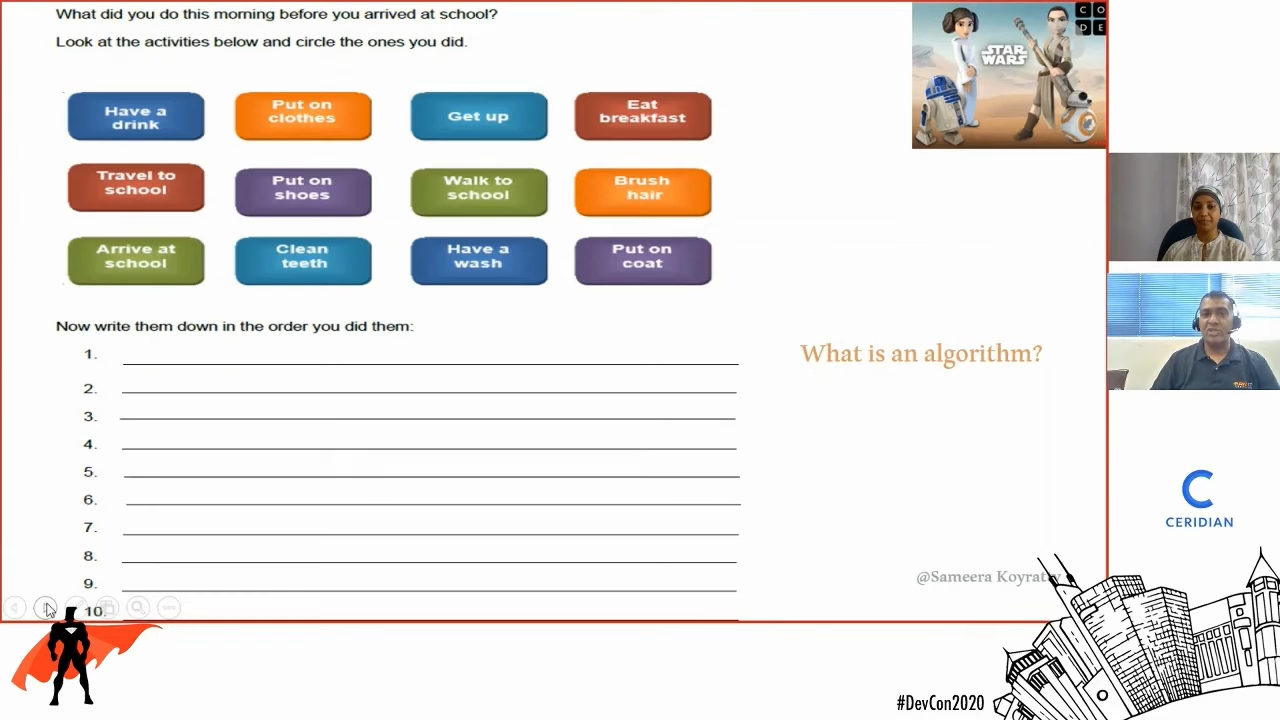 What did you do this morning before you arrived at school?
Look at the activities below and circle the ones you did.
Have a
drink
Put on
clothes
Get up
Eat
breakfast
Travel to
school
Put on
shoes
Walk to
school
Brush
hair
Arrive at
school
Clean
teeth
Have a
wash
Put on
coat
Now write them down in the order you did them:
1.
2.
3.
4.
5.
6.
7.
8.
9.
10.
STAR
WARS
C O
D E
What is an algorithm?
@Sameera Koyratty
CERIDIAN
#DevCon2020